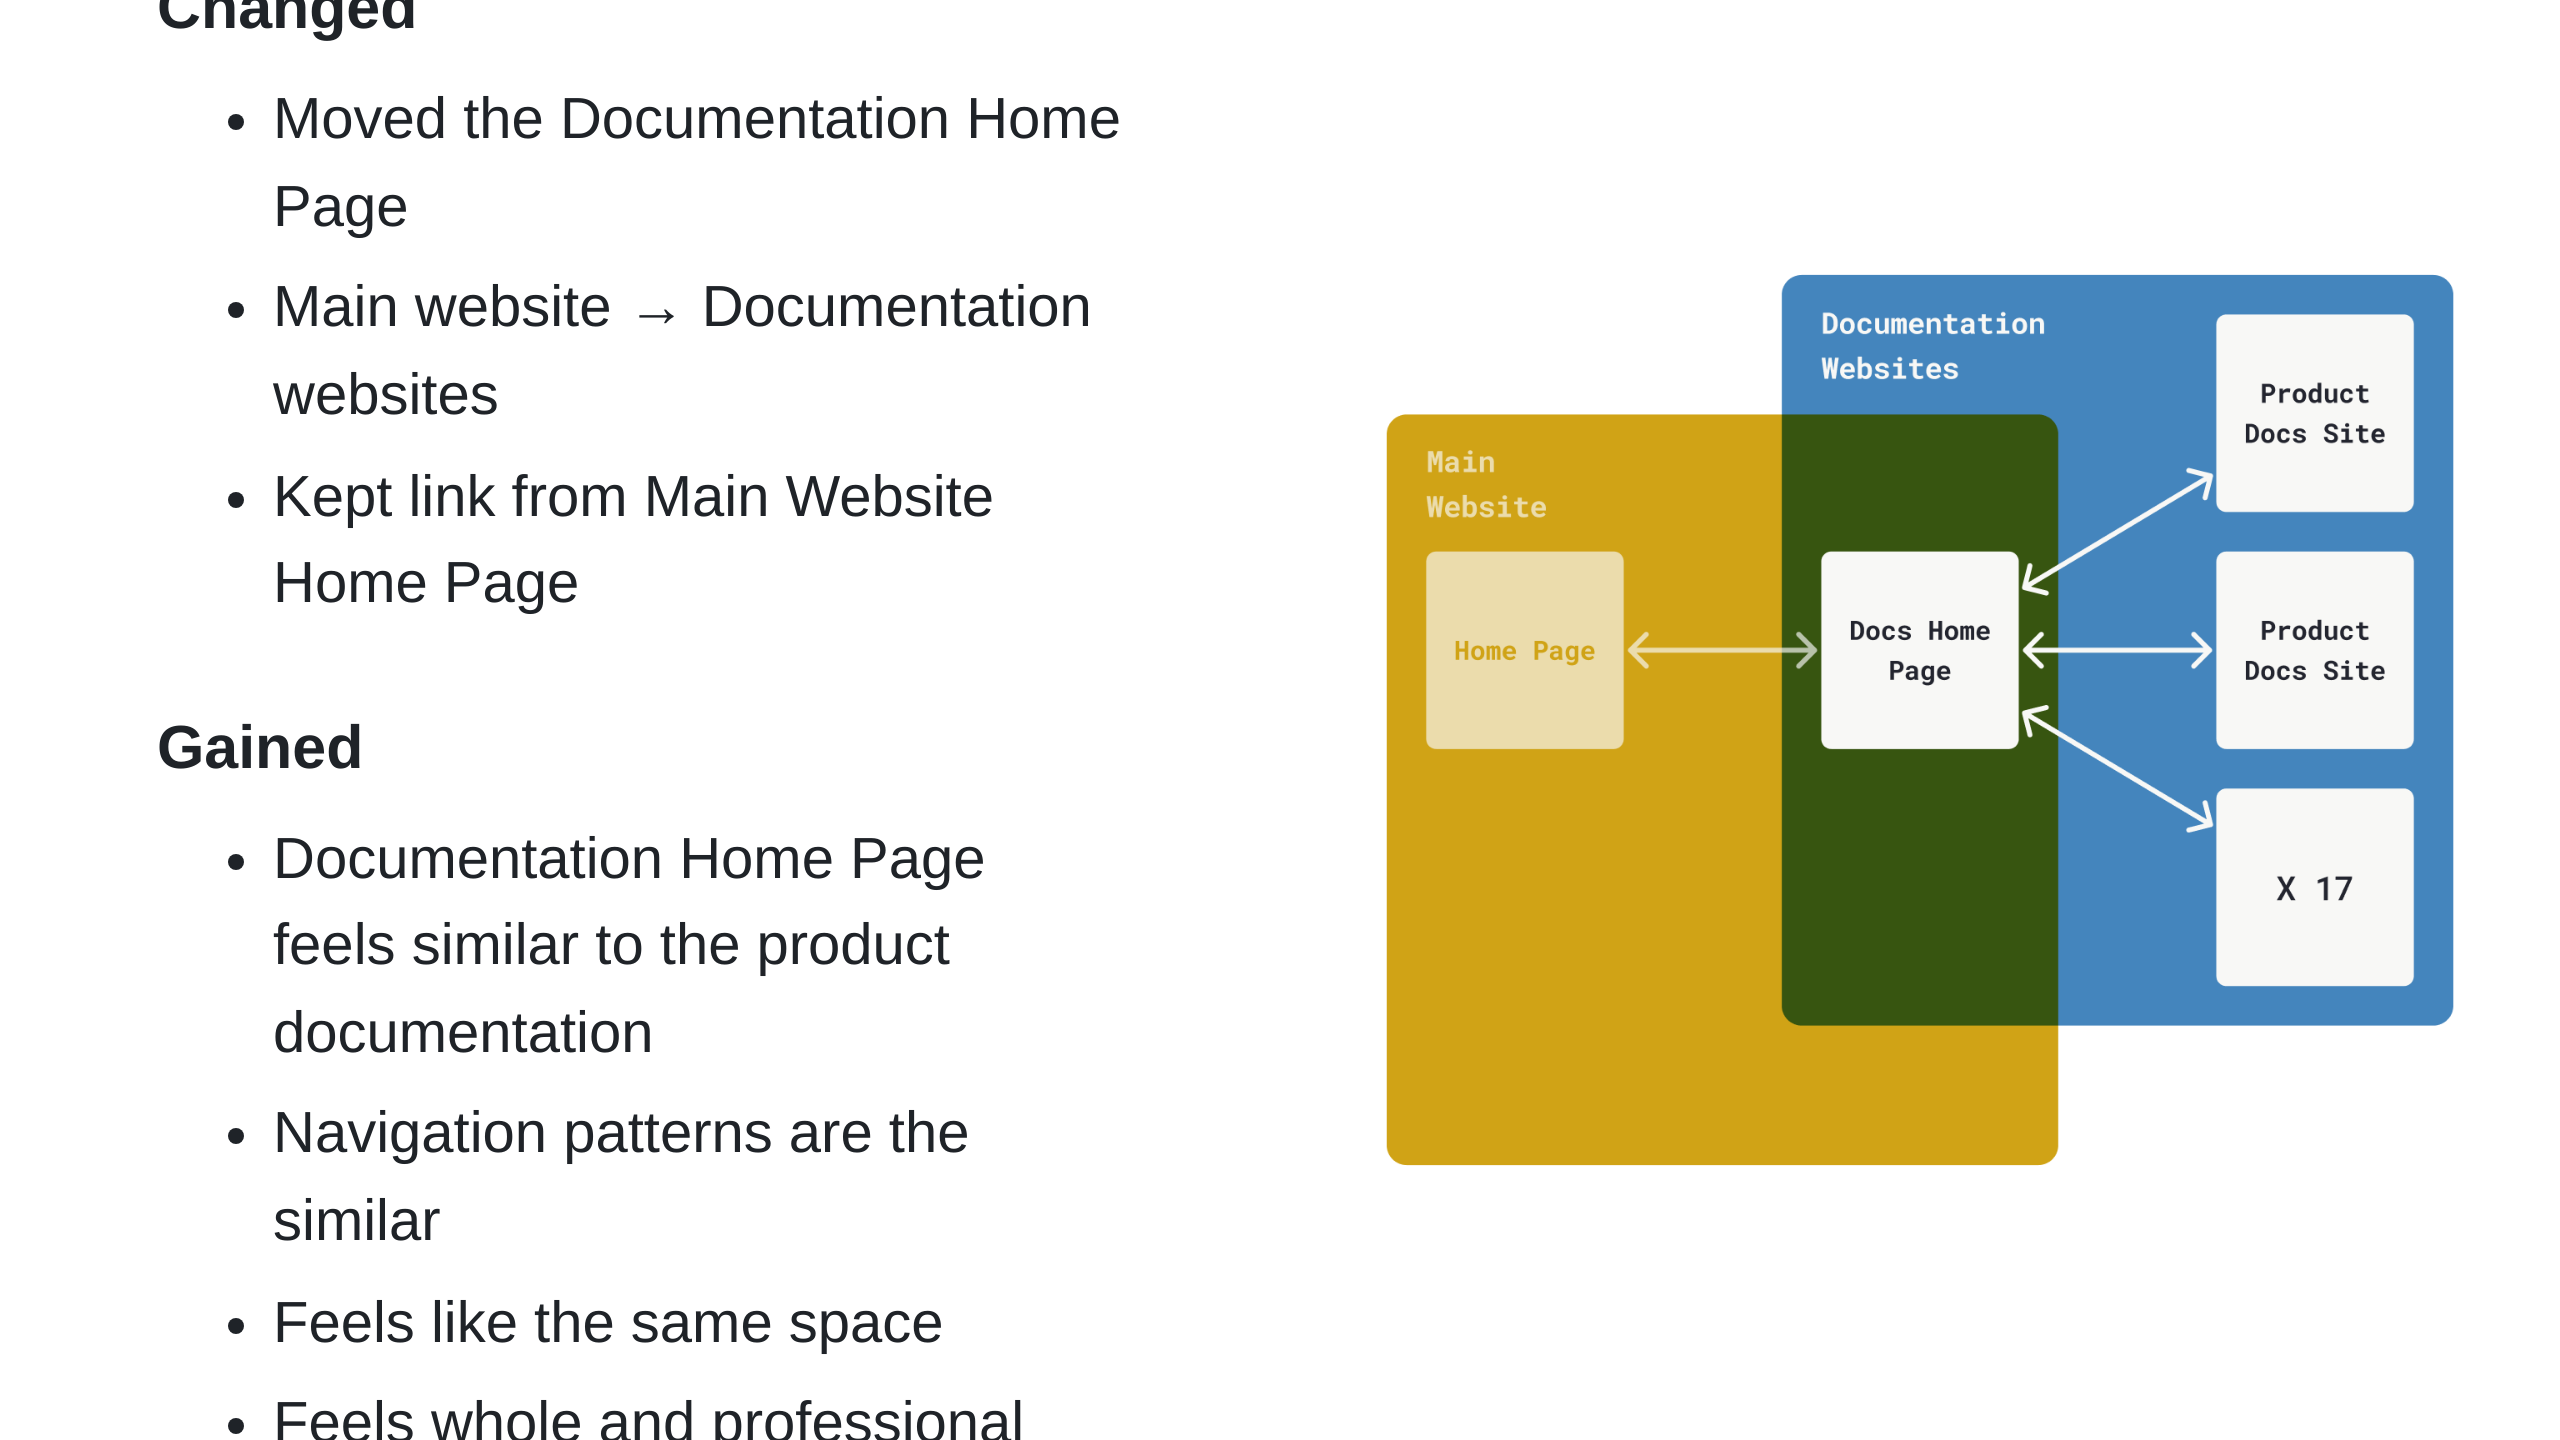 Changed
• Moved the Documentation Home
Page
• Main website → Documentation
websites
• Kept link from Main Website
Home Page
Gained
• Documentation Home Page
feels similar to the product
documentation
• Navigation patterns are the
similar
• Feels like the same space
• Feels whole and professional
Documentation
Websites
Main
Website
Home Page
Docs Home
Page
Product
Docs Site
Product
Docs Site
X 17